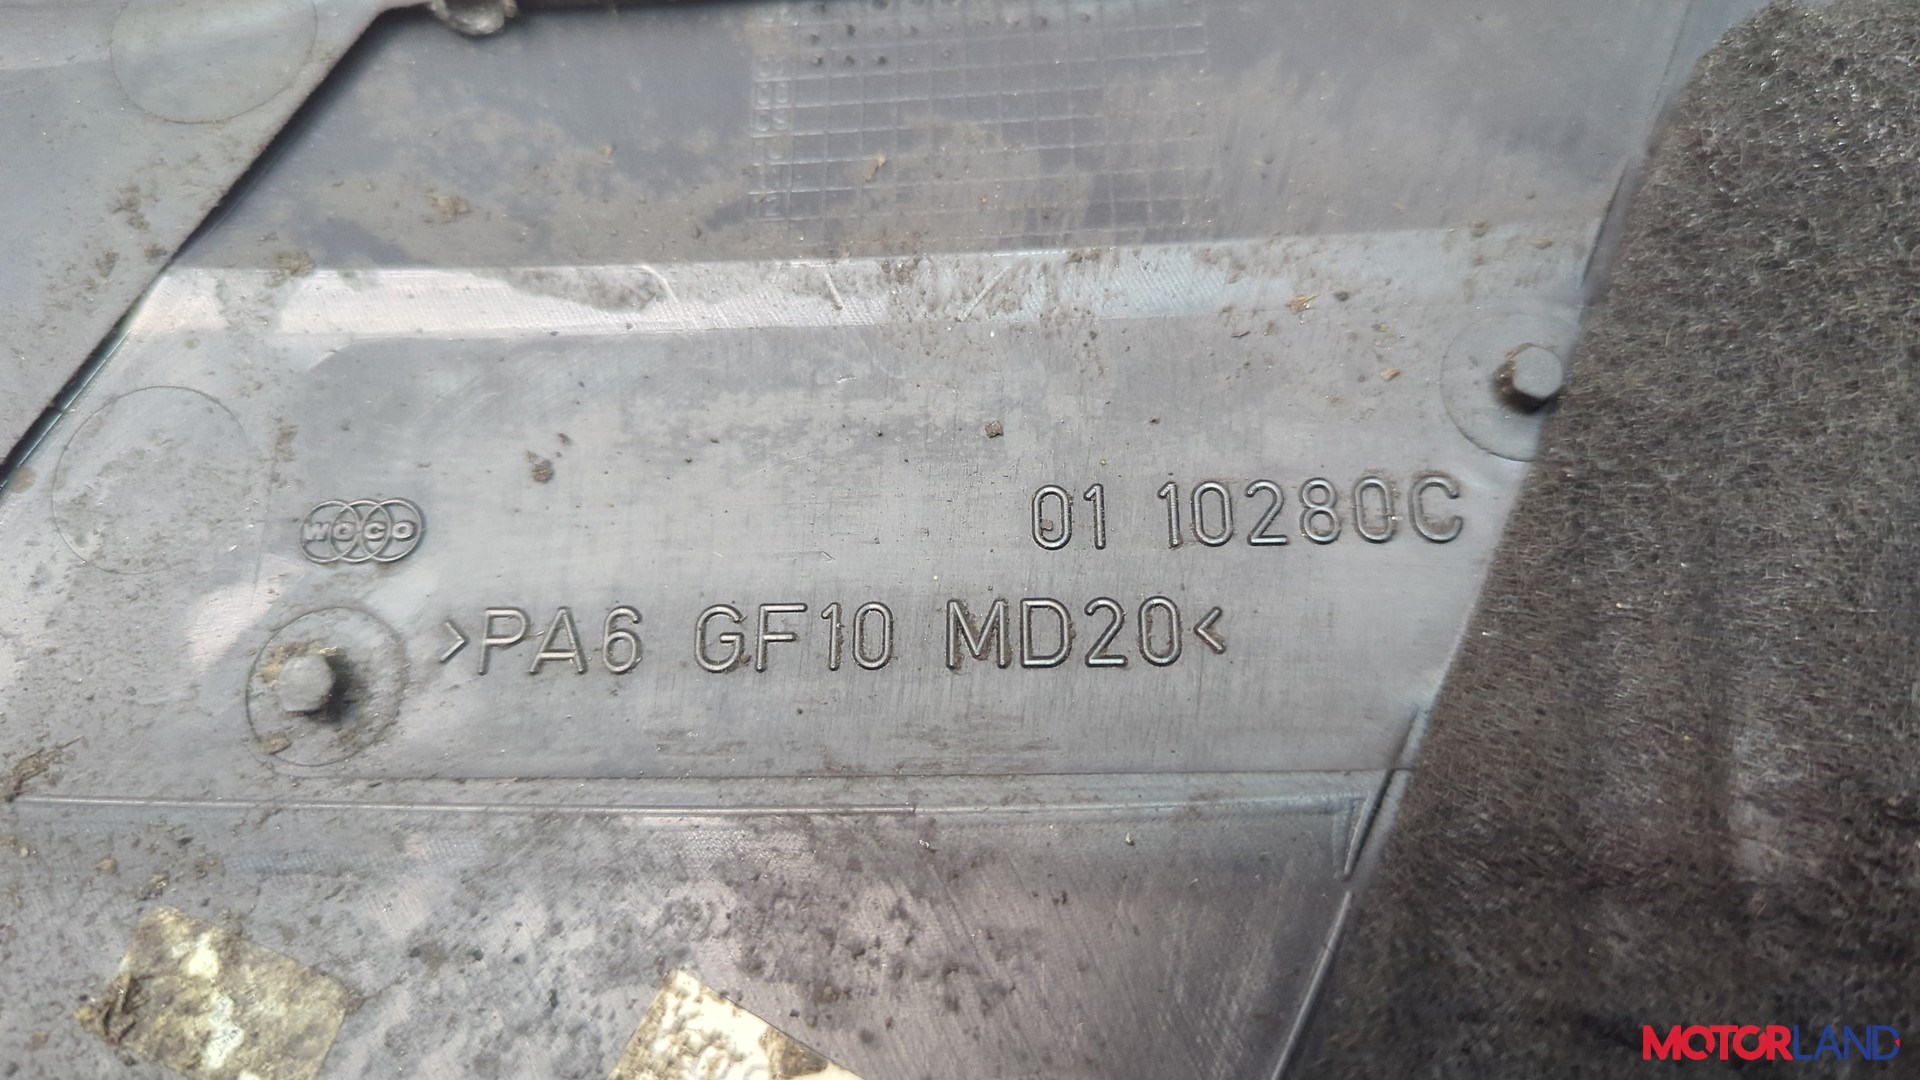 WOCO
01 10280C
>PA6 GF10 MD20<
MOTORLAND